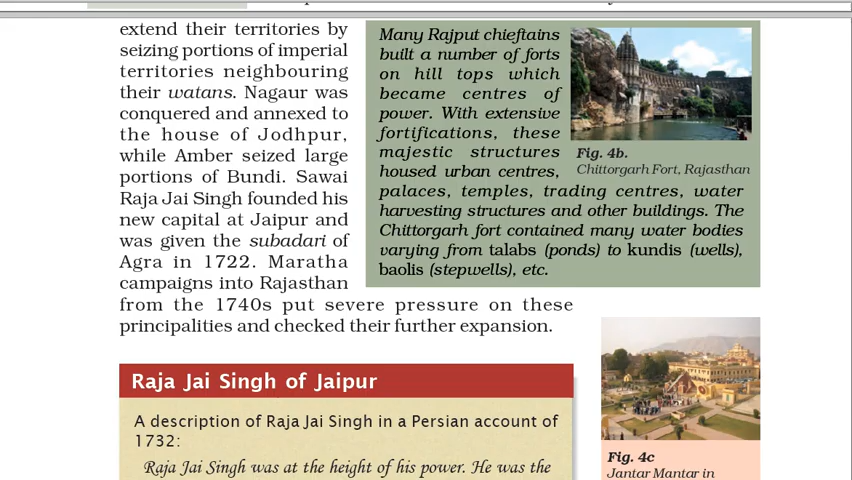 extend their territories by
seizing portions of imperial
territories neighbouring
their watans. Nagaur was
conquered and annexed to
the house of Jodhpur,
while Amber seized large
portions of Bundi. Sawai
Raja Jai Singh founded his
new capital at Jaipur and
was given the subadari of
Agra in 1722. Maratha
campaigns into Rajasthan
from the 1740s put severe pressure on these
principalities and checked their further expansion.
Many Rajput chieftains
built a number of forts
on hill tops which
became centres of
power. With extensive
fortifications, these
majestic structures
housed urban centres,
palaces, temples, trading centres, water
harvesting structures and other buildings. The
Chittorgarh fort contained many water bodies
varying from talabs (ponds) to kundis (wells),
baolis (stepwells), etc.
Fig. 4b.
Chittorgarh Fort, Rajasthan
Raja Jai Singh of Jaipur
A description of Raja Jai Singh in a Persian account of
1732:
Raja Jai Singh was at the height of his power. He was the
Fig. 4c
Jantar Mantar in